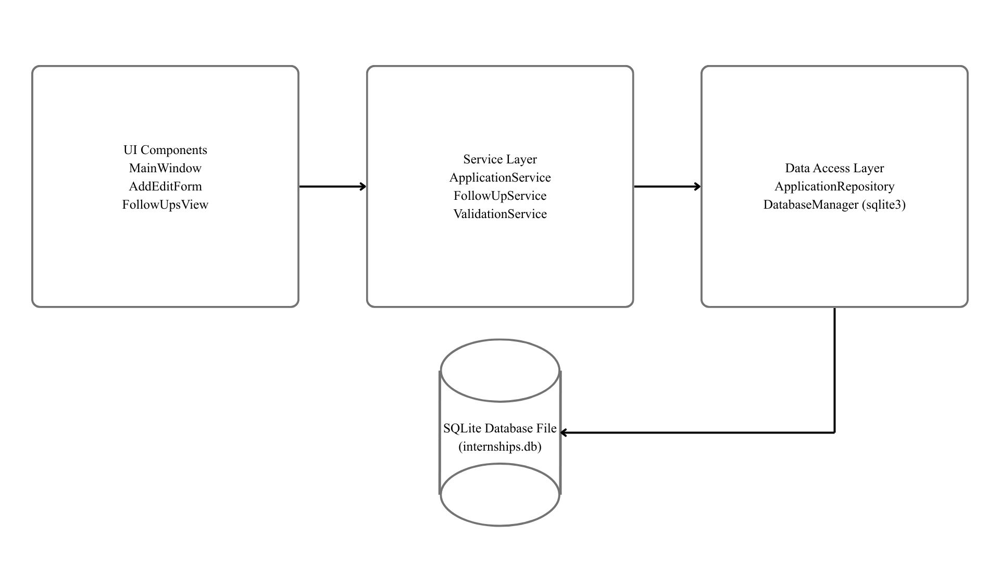 UI Components
MainWindow
AddEditForm
FollowUpsView
Service Layer
ApplicationService
FollowUpService
ValidationService
Data Access Layer
ApplicationRepository
DatabaseManager (sqlite3)
SQLite Database File
(internships.db)